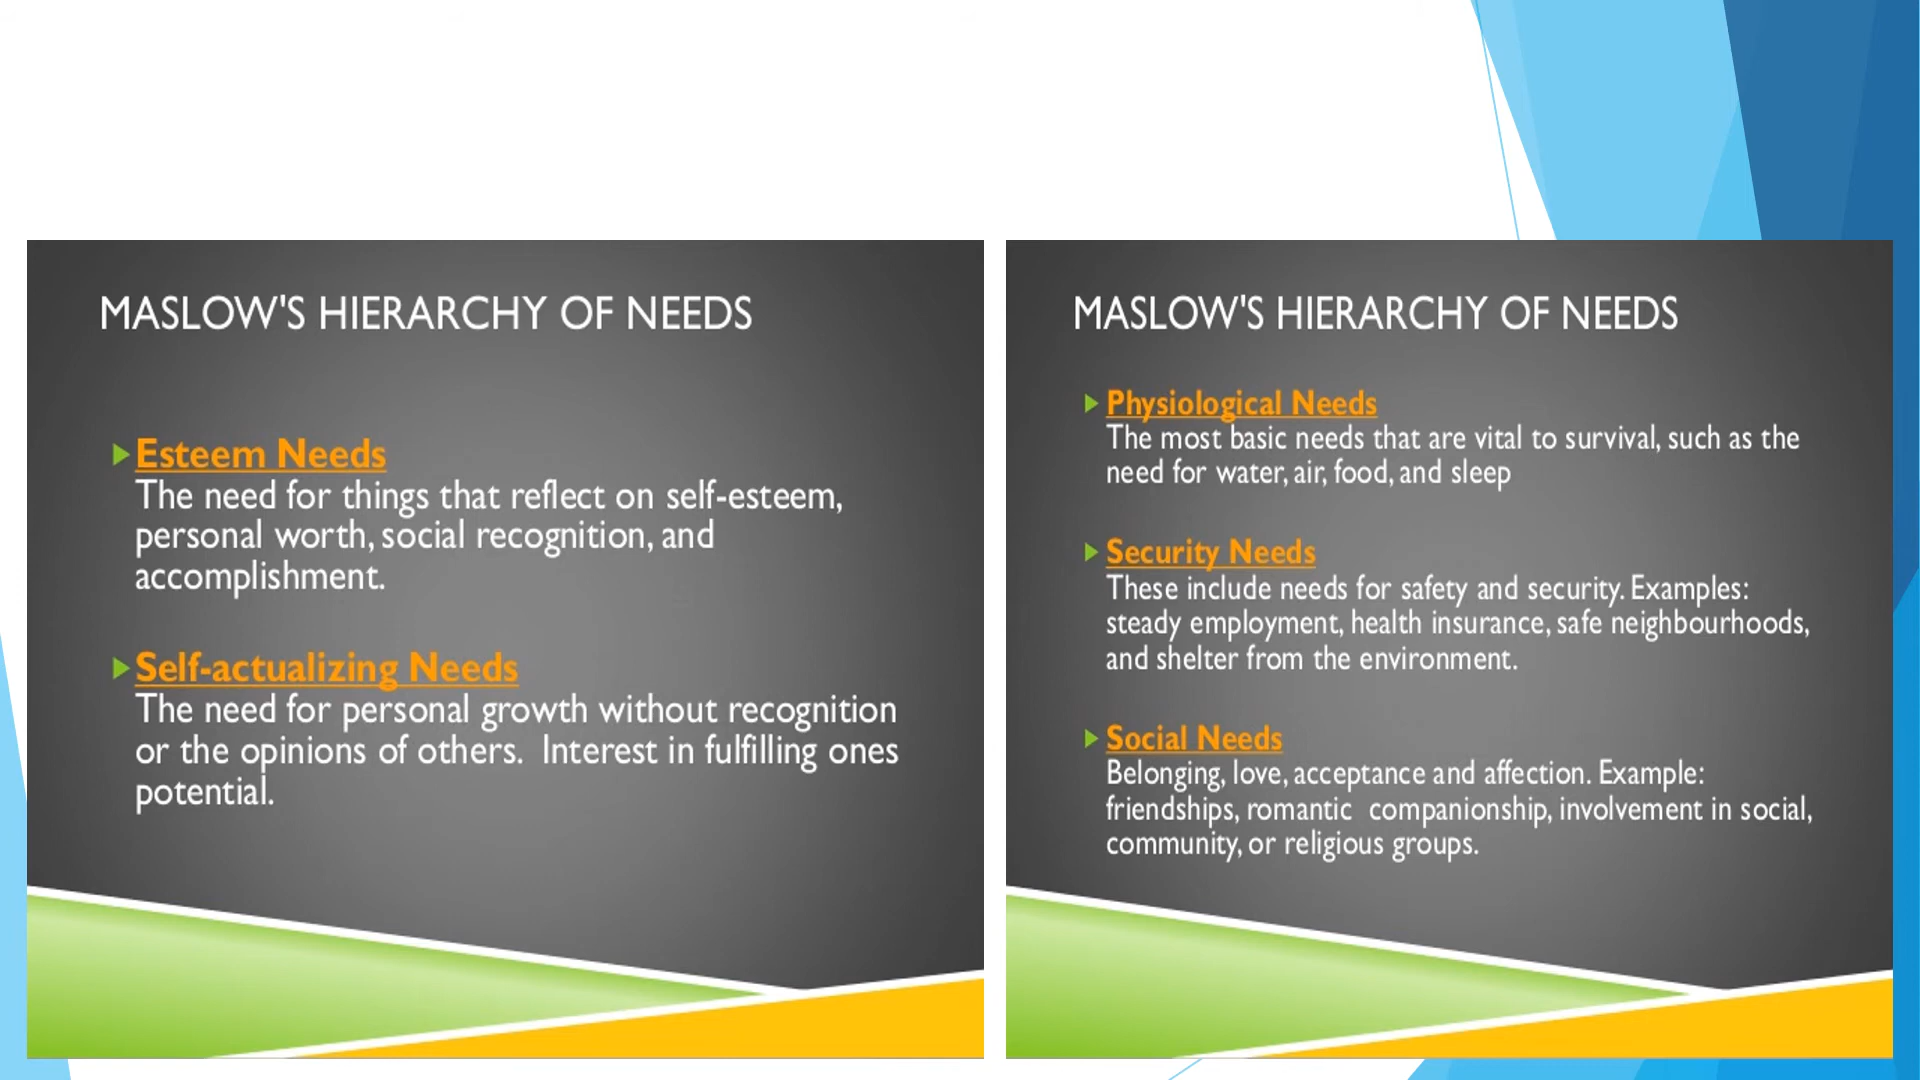 MASLOW'S HIERARCHY OF NEEDS
Esteem Needs
The need for things that reflect on self-esteem,
personal worth, social recognition, and
accomplishment.
Self-actualizing Needs
The need for personal growth without recognition
or the opinions of others.  Interest in fulfilling ones
potential.
MASLOW'S HIERARCHY OF NEEDS
Physiological Needs
The most basic needs that are vital to survival, such as the
need for water, air, food, and sleep
Security Needs
These include needs for safety and security. Examples:
steady employment, health insurance, safe neighbourhoods,
and shelter from the environment.
Social Needs
Belonging, love, acceptance and affection. Example:
friendships, romantic  companionship, involvement in social,
community, or religious groups.